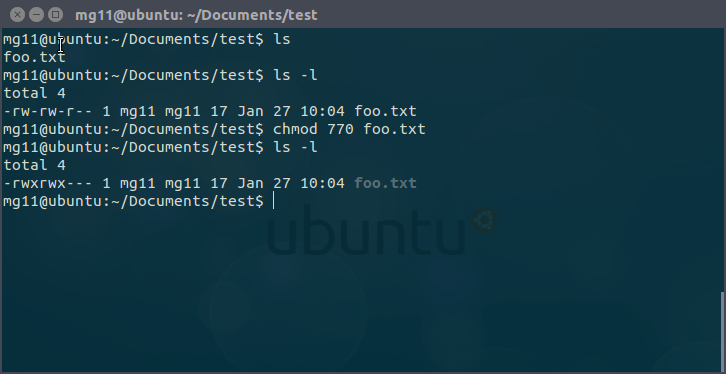 mg11@ubuntu: ~/Documents/test
mg11@ubuntu:~/Documents/test$ ls
foo.txt
mg11@ubuntu:~/Documents/test$ ls -l
total 4
-rw-rw-r-- 1 mg11 mg11 17 Jan 27 10:04 foo.txt
mg11@ubuntu:~/Documents/test$ chmod 770 foo.txt
mg11@ubuntu:~/Documents/test$ ls -l
total 4
-rwxrwx--- 1 mg11 mg11 17 Jan 27 10:04 foo.txt
mg11@ubuntu:~/Documents/test$
ubuntu